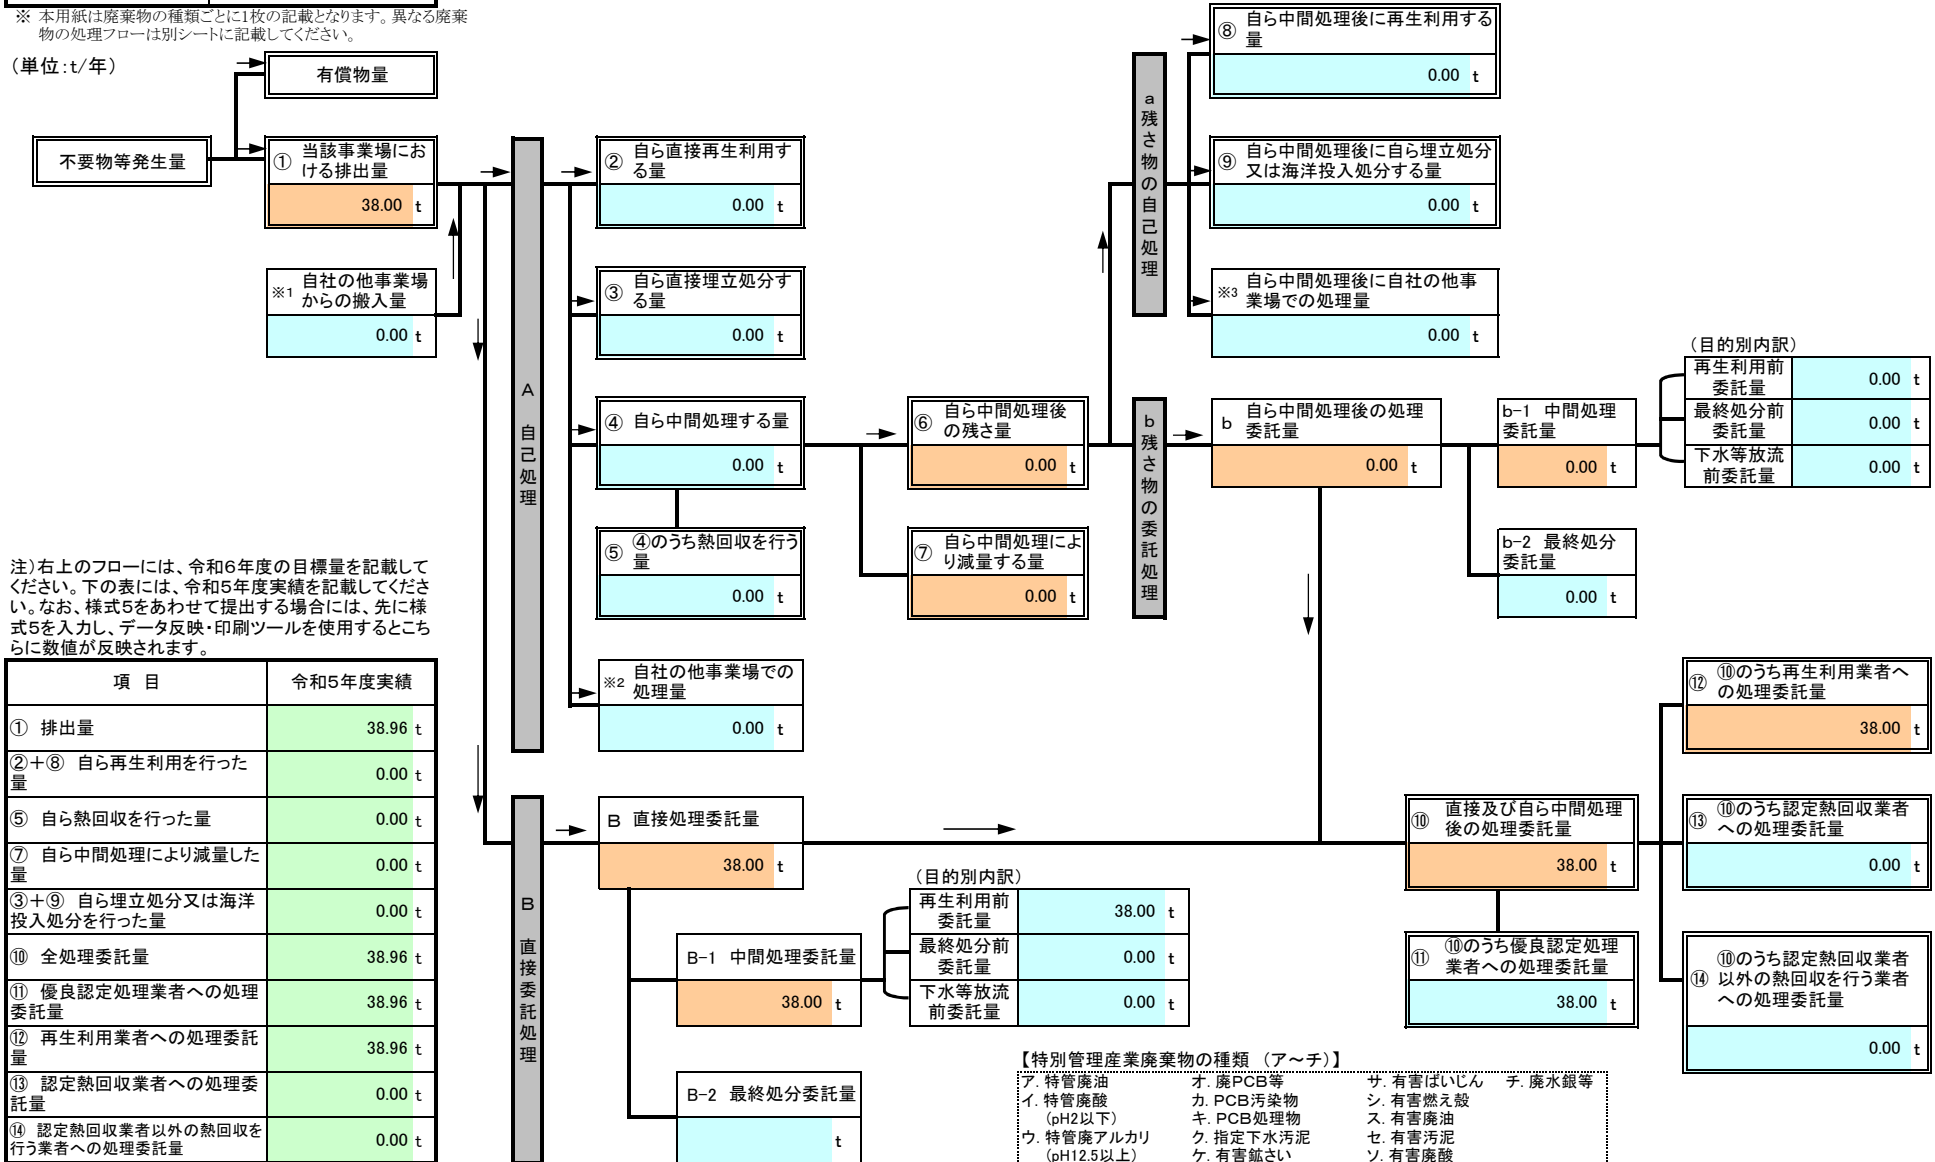 ※ 本用紙は廃棄物の種類ごとに1枚の記載となります。異なる廃棄
物の処理フローは別シートに記載してください。
（単位:t/年）
有償物量
不要物等発生量
① 当該事業場にお
ける排出量
38.00 t
※1 自社の他事業場
からの搬入量
0.00 t
A 自己処理
② 自ら直接再生利用す
る量
0.00 t
③ 自ら直接埋立処分す
る量
0.00 t
④ 自ら中間処理する量
0.00 t
⑤ ④のうち熱回収を行う
量
0.00 t
※2 自社の他事業場での
処理量
0.00 t
⑥ 自ら中間処理後
の残さ量
0.00 t
⑦ 自ら中間処理によ
り減量する量
0.00 t
a残さ物の自己処理
⑧ 自ら中間処理後に再生利用する
量
0.00 t
⑨ 自ら中間処理後に自ら埋立処分
又は海洋投入処分する量
0.00 t
※3 自ら中間処理後に自社の他事
業場での処理量
0.00 t
b残さ物の委託処理
b 自ら中間処理後の処理
委託量
0.00 t
b-1 中間処理
委託量
0.00 t
b-2 最終処分
委託量
0.00 t
（目的別内訳）
再生利用前
委託量 0.00 t
最終処分前
委託量 0.00 t
下水等放流
前委託量 0.00 t
注）右上のフローには、令和6年度の目標量を記載して
ください。下の表には、令和5年度実績を記載してくださ
い。なお、様式5をあわせて提出する場合には、先に様
式5を入力し、データ反映・印刷ツールを使用するとこち
らに数値が反映されます。
項 目 令和5年度実績
① 排出量 38.96 t
②＋⑧ 自ら再生利用を行った
量 0.00 t
⑤ 自ら熱回収を行った量 0.00 t
⑦ 自ら中間処理により減量した
量 0.00 t
③＋⑨ 自ら埋立処分又は海洋
投入処分を行った量 0.00 t
⑩ 全処理委託量 38.96 t
⑪ 優良認定処理業者への処理
委託量 38.96 t
⑫ 再生利用業者への処理委託
量 38.96 t
⑬ 認定熱回収業者への処理委
託量 0.00 t
⑭ 認定熱回収業者以外の熱回収を
行う業者への処理委託量 0.00 t
B 直接委託処理
B 直接処理委託量
38.00 t
B-1 中間処理委託量
38.00 t
B-2 最終処分委託量
t
（目的別内訳）
再生利用前
委託量 38.00 t
最終処分前
委託量 0.00 t
下水等放流
前委託量 0.00 t
⑩ 直接及び自ら中間処理
後の処理委託量
38.00 t
⑪ ⑩のうち優良認定処理
業者への処理委託量
38.00 t
⑫ ⑩のうち再生利用業者へ
の処理委託量
38.00 t
⑬ ⑩のうち認定熱回収業者
への処理委託量
0.00 t
⑭ ⑩のうち認定熱回収業者
以外の熱回収を行う業者
への処理委託量
0.00 t
【特別管理産業廃棄物の種類 （ア～チ）】
ア. 特管廃油 オ. 廃PCB等 サ. 有害ばいじん チ. 廃水銀等
イ. 特管廃酸 カ. PCB汚染物 シ. 有害燃え殻
（pH2以下） キ. PCB処理物 ス. 有害廃油
ウ. 特管廃アルカリ ク. 指定下水汚泥 セ. 有害汚泥
（pH12.5以上） ケ. 有害鉱さい ソ. 有害廃酸